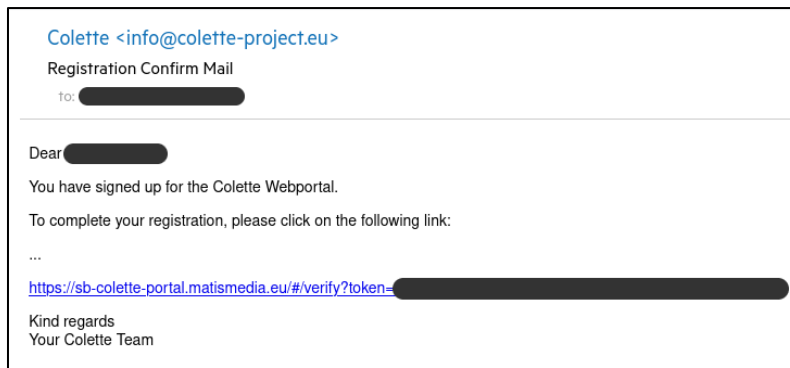 Colette <info@colette-project.eu>
Registration Confirm Mail
to:
Dear
You have signed up for the Colette Webportal.
To complete your registration, please click on the following link:
...
https://sb-colette-portal.matismedia.eu/#/verify?token=
Kind regards
Your Colette Team